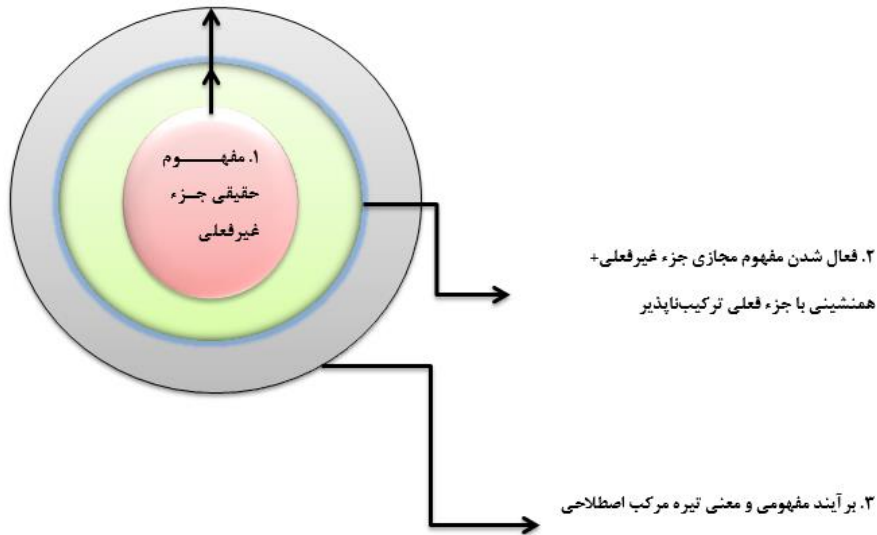 ۱. مفهـــــوم
حقیقی جــزء
غیرفعلی
۲. فعال شدن مفهوم مجازی جزء غیرفعلی+
همنشینی با جزء فعلی ترکیب‌ناپذیر
۳. برآیند مفهومی و معنی تیره مرکب اصطلاحی